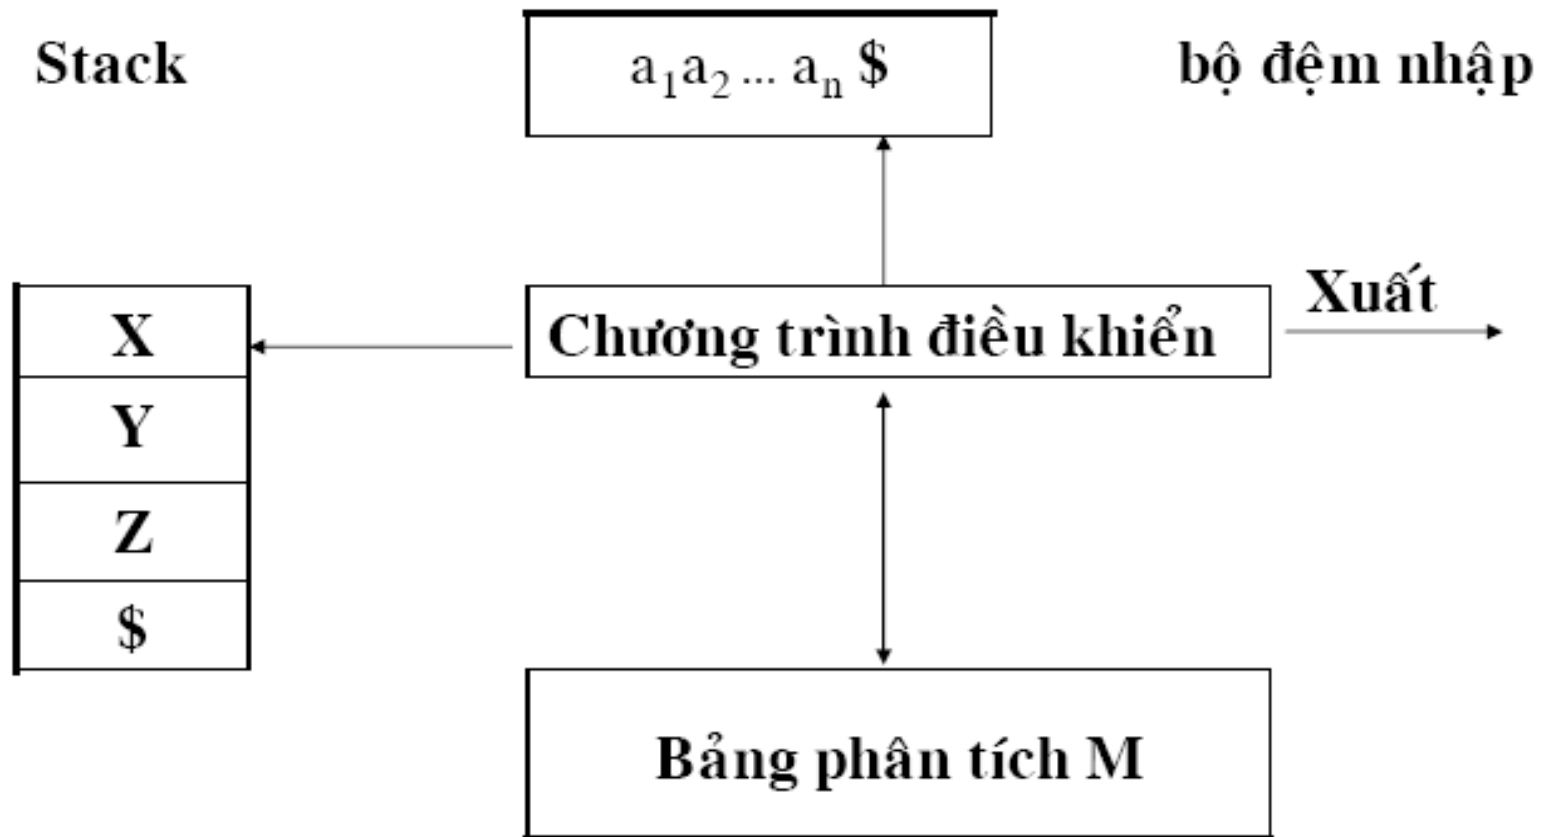 Stack
a₁a₂ ... aₙ $
bộ đệm nhập
X
Chương trình điều khiển
Xuất
Y
Z
$
Bảng phân tích M